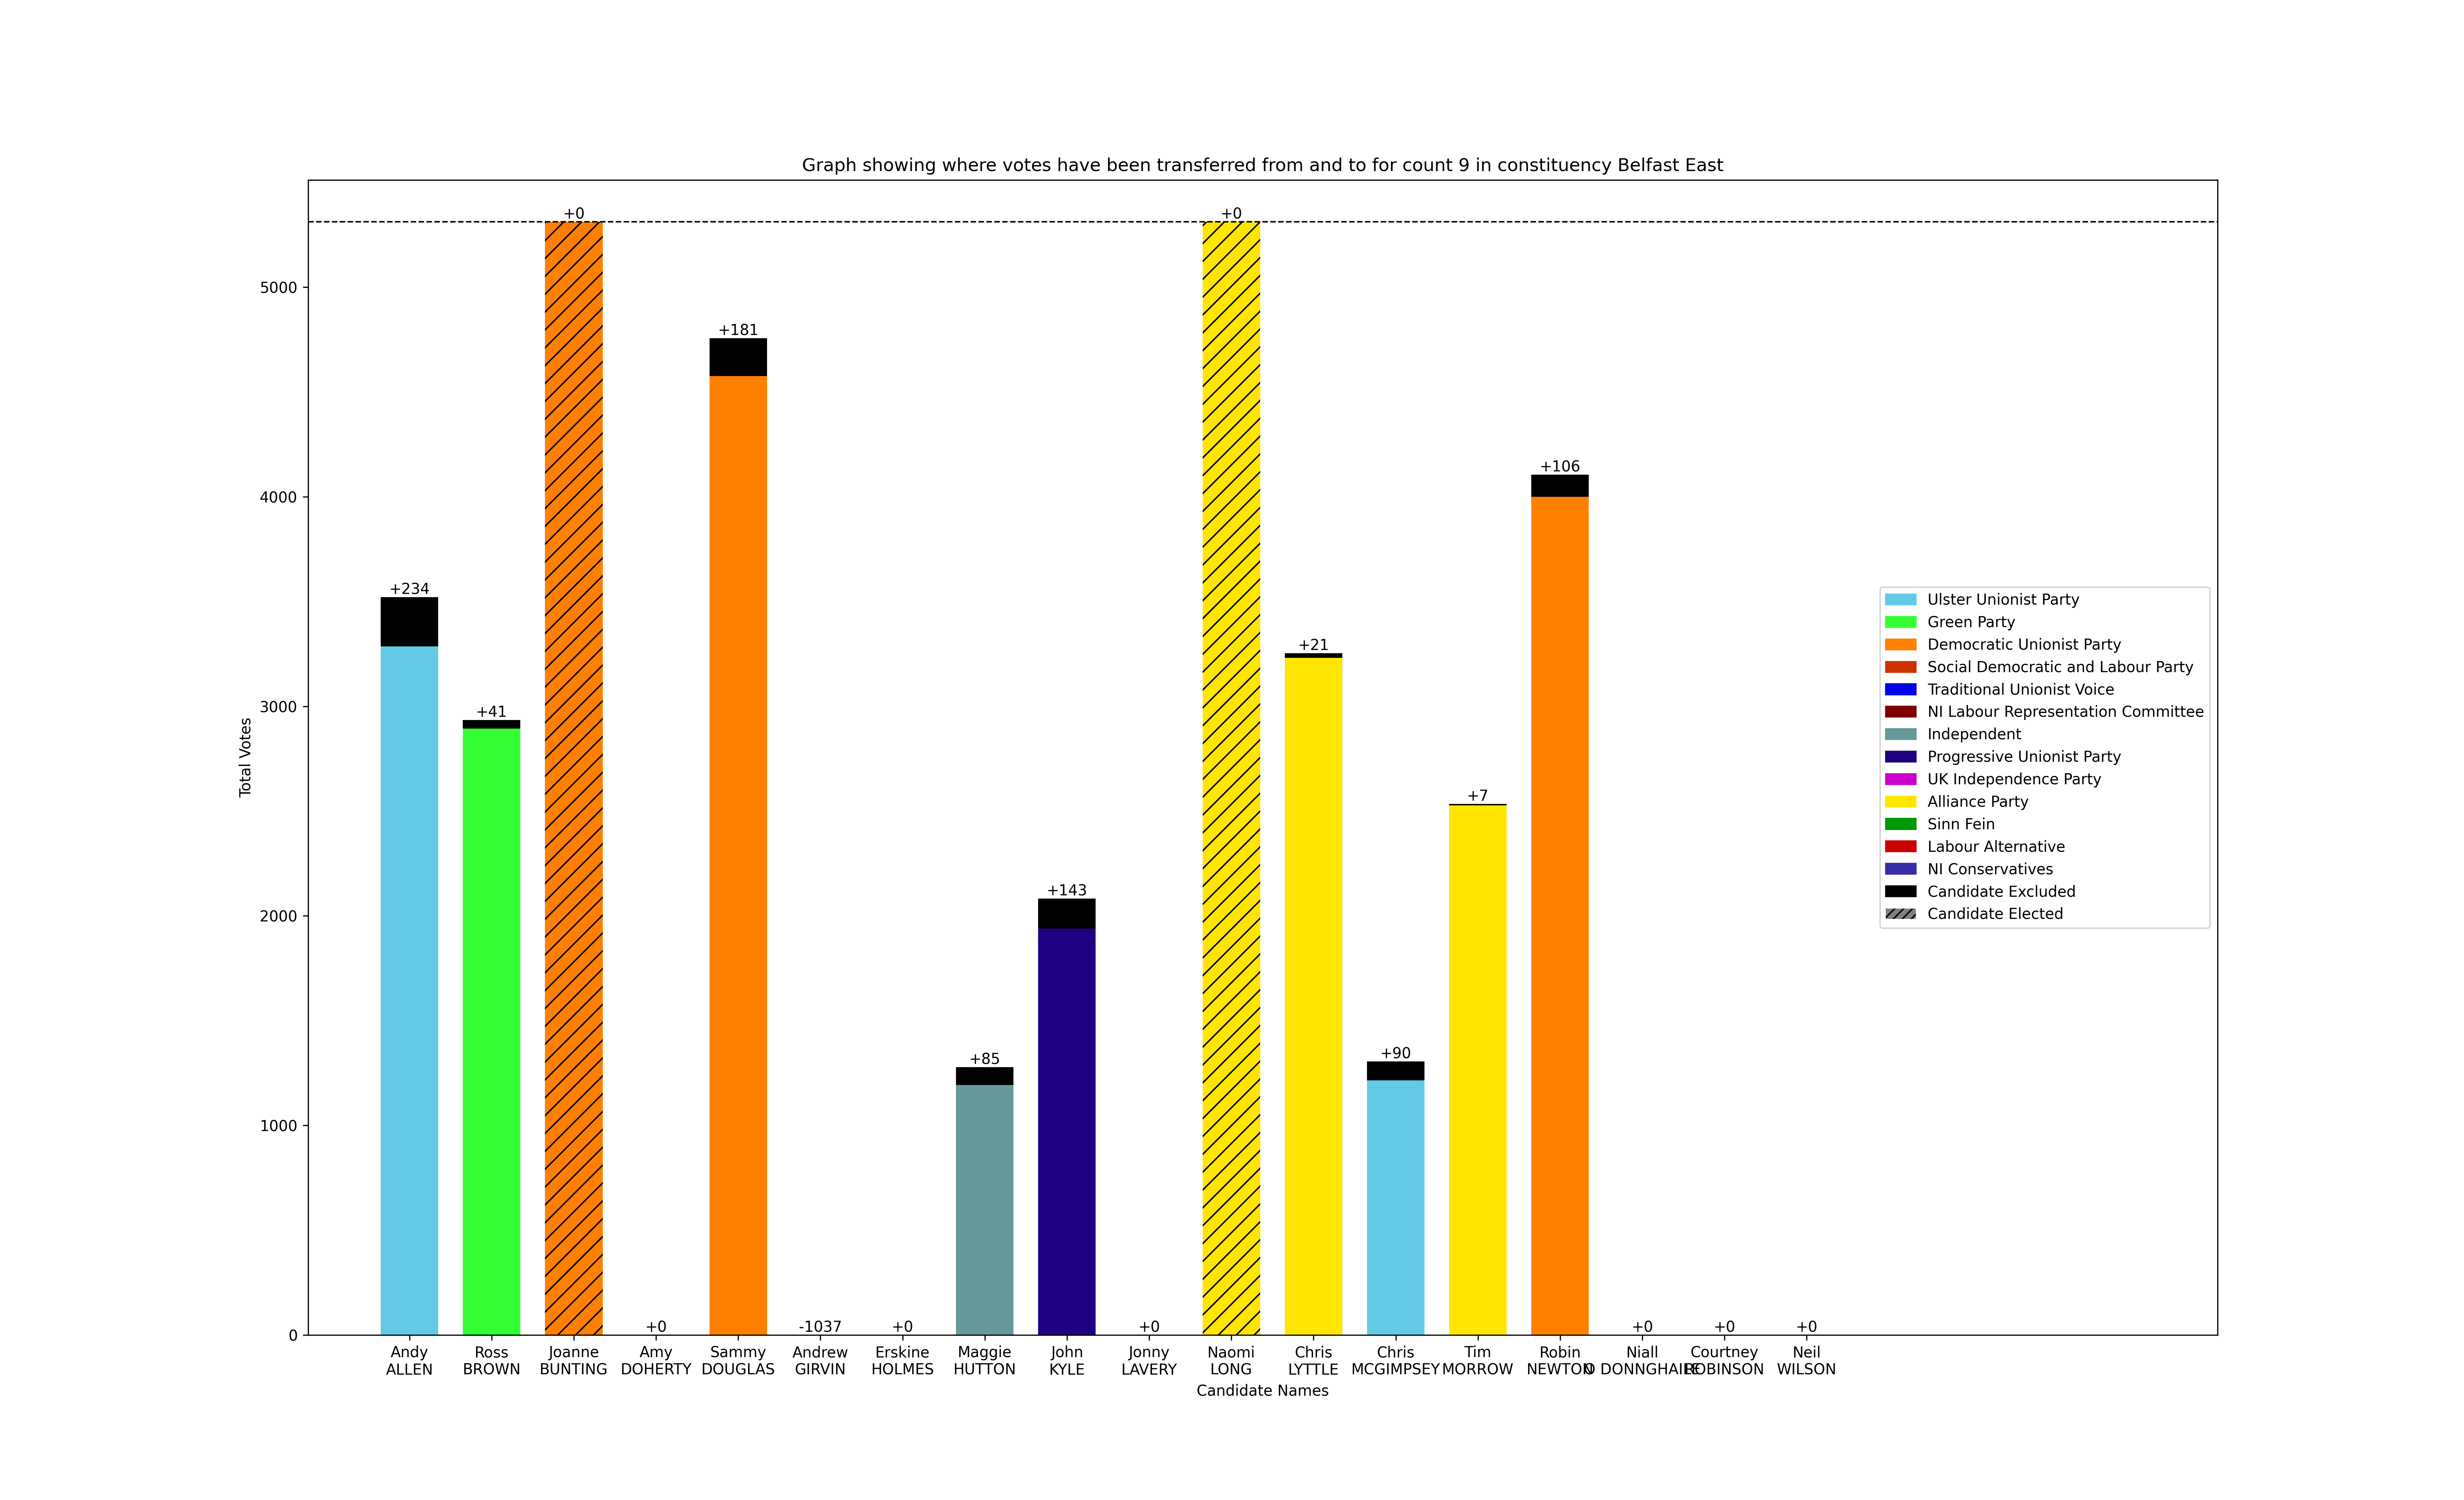 Graph showing where votes have been transferred from and to for count 9 in constituency Belfast East
Total Votes
5000
4000
3000
2000
1000
0
+234
+41
+0
+0
+181
-1037
+0
+85
+143
+0
+0
+21
+90
+7
+106
+0
+0
+0
Andy
ALLEN
Ross
BROWN
Joanne
BUNTING
Amy
DOHERTY
Sammy
DOUGLAS
Andrew
GIRVIN
Erskine
HOLMES
Maggie
HUTTON
John
KYLE
Jonny
LAVERY
Naomi
LONG
Chris
LYTTLE
Chris
MCGIMPSEY
Tim
MORROW
Robin
NEWTON
Niall
O DONNGHAILE
Courtney
ROBINSON
Neil
WILSON
Candidate Names
Ulster Unionist Party
Green Party
Democratic Unionist Party
Social Democratic and Labour Party
Traditional Unionist Voice
NI Labour Representation Committee
Independent
Progressive Unionist Party
UK Independence Party
Alliance Party
Sinn Fein
Labour Alternative
NI Conservatives
Candidate Excluded
Candidate Elected